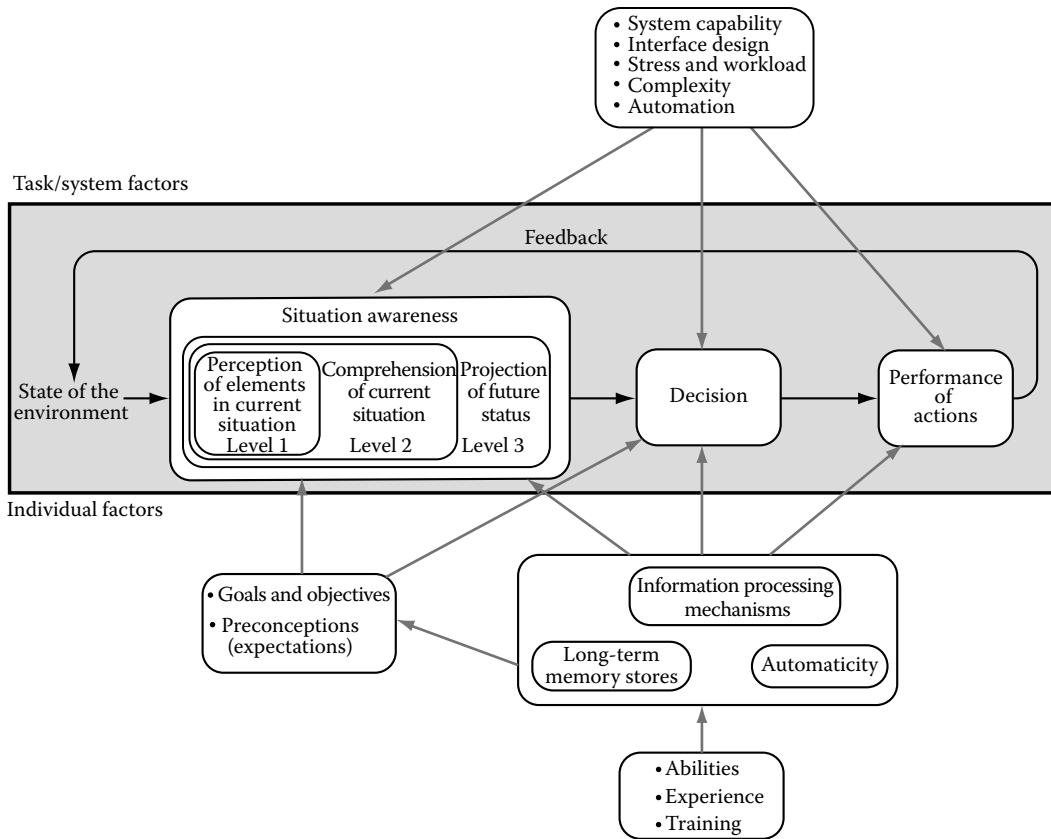 • System capability
• Interface design
• Stress and workload
• Complexity
• Automation
Task/system factors
Feedback
Situation awareness
Perception
of elements
in current
situation
Level 1
Comprehension
of current
situation
Level 2
Projection
of future
status
Level 3
State of the
environment
Decision
Performance
of
actions
Individual factors
• Goals and objectives
• Preconceptions
(expectations)
Information processing
mechanisms
Long-term
memory stores
Automaticity
• Abilities
• Experience
• Training